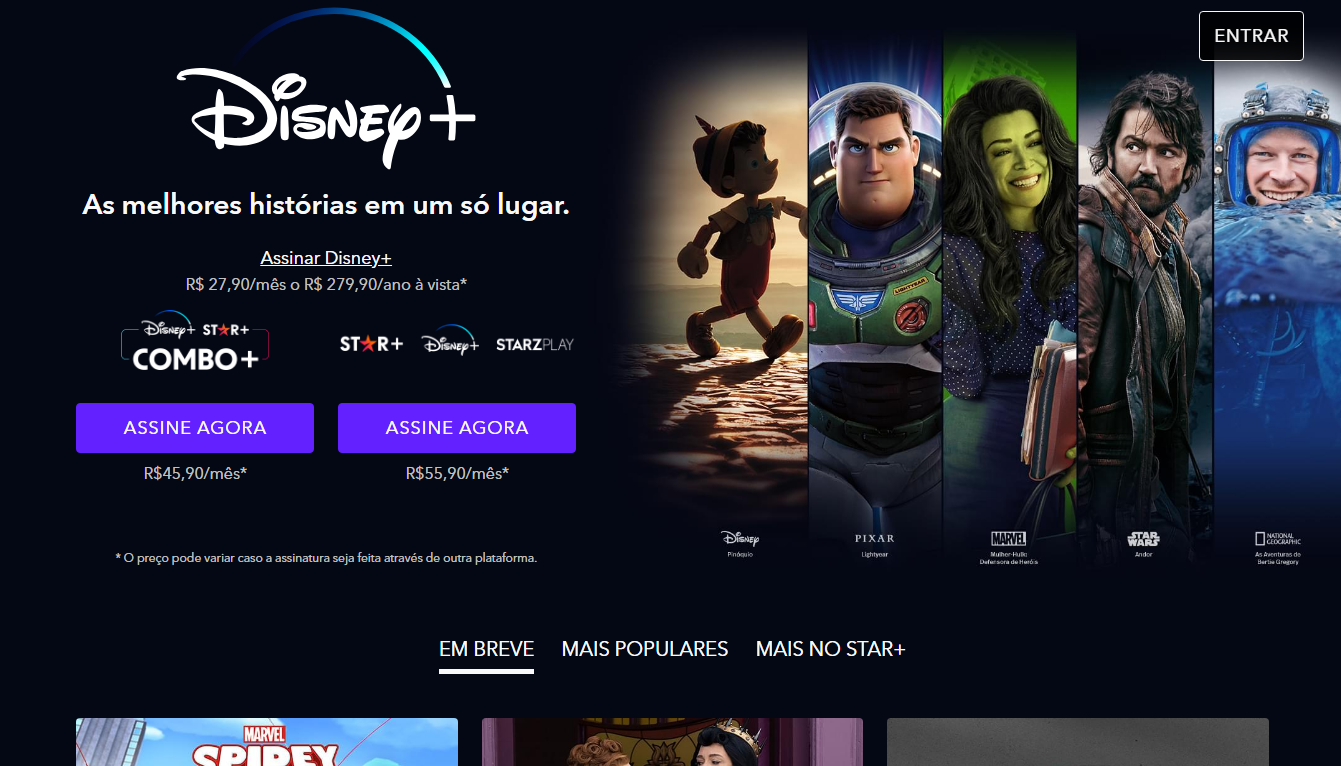 ENTRAR
Disney+
As melhores histórias em um só lugar.
Assinar Disney+
R$ 27,90/mês o R$ 279,90/ano à vista*
Disney+ STAR+
COMBO+
STAR+ Disney+ STARZPLAY
ASSINE AGORA
R$45,90/mês*
ASSINE AGORA
R$55,90/mês*
* O preço pode variar caso a assinatura seja feita através de outra plataforma.
LIGHTYEAR
Disney
Pinóquio
PIXAR
Lightyear
MARVEL
Mulher-Hulk:
Defensora de Heróis
STAR WARS
Andor
NATIONAL GEOGRAPHIC
As Aventuras de
Bertie Gregory
EM BREVE MAIS POPULARES MAIS NO STAR+
MARVEL
SPIDEY